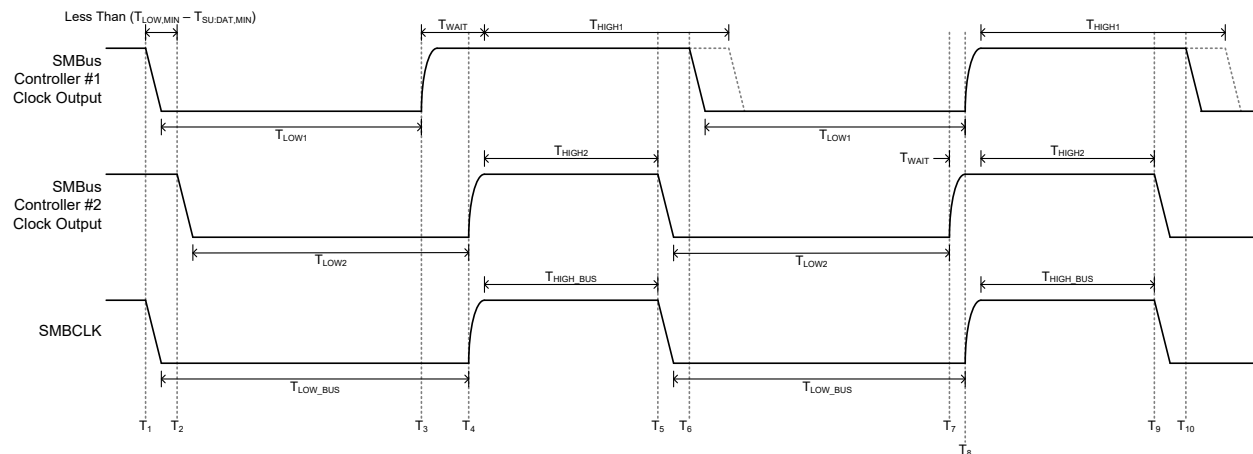 Less Than (TLOW,MIN – TSU:DAT,MIN)
TWAIT
THIGH1
THIGH1
SMBus
Controller #1
Clock Output
TLOW1
TLOW1
THIGH2
TWAIT
THIGH2
SMBus
Controller #2
Clock Output
TLOW2
TLOW2
THIGH_BUS
THIGH_BUS
SMBCLK
TLOW_BUS
TLOW_BUS
T1 T2 T3 T4 T5 T6 T7 T9 T10
T8